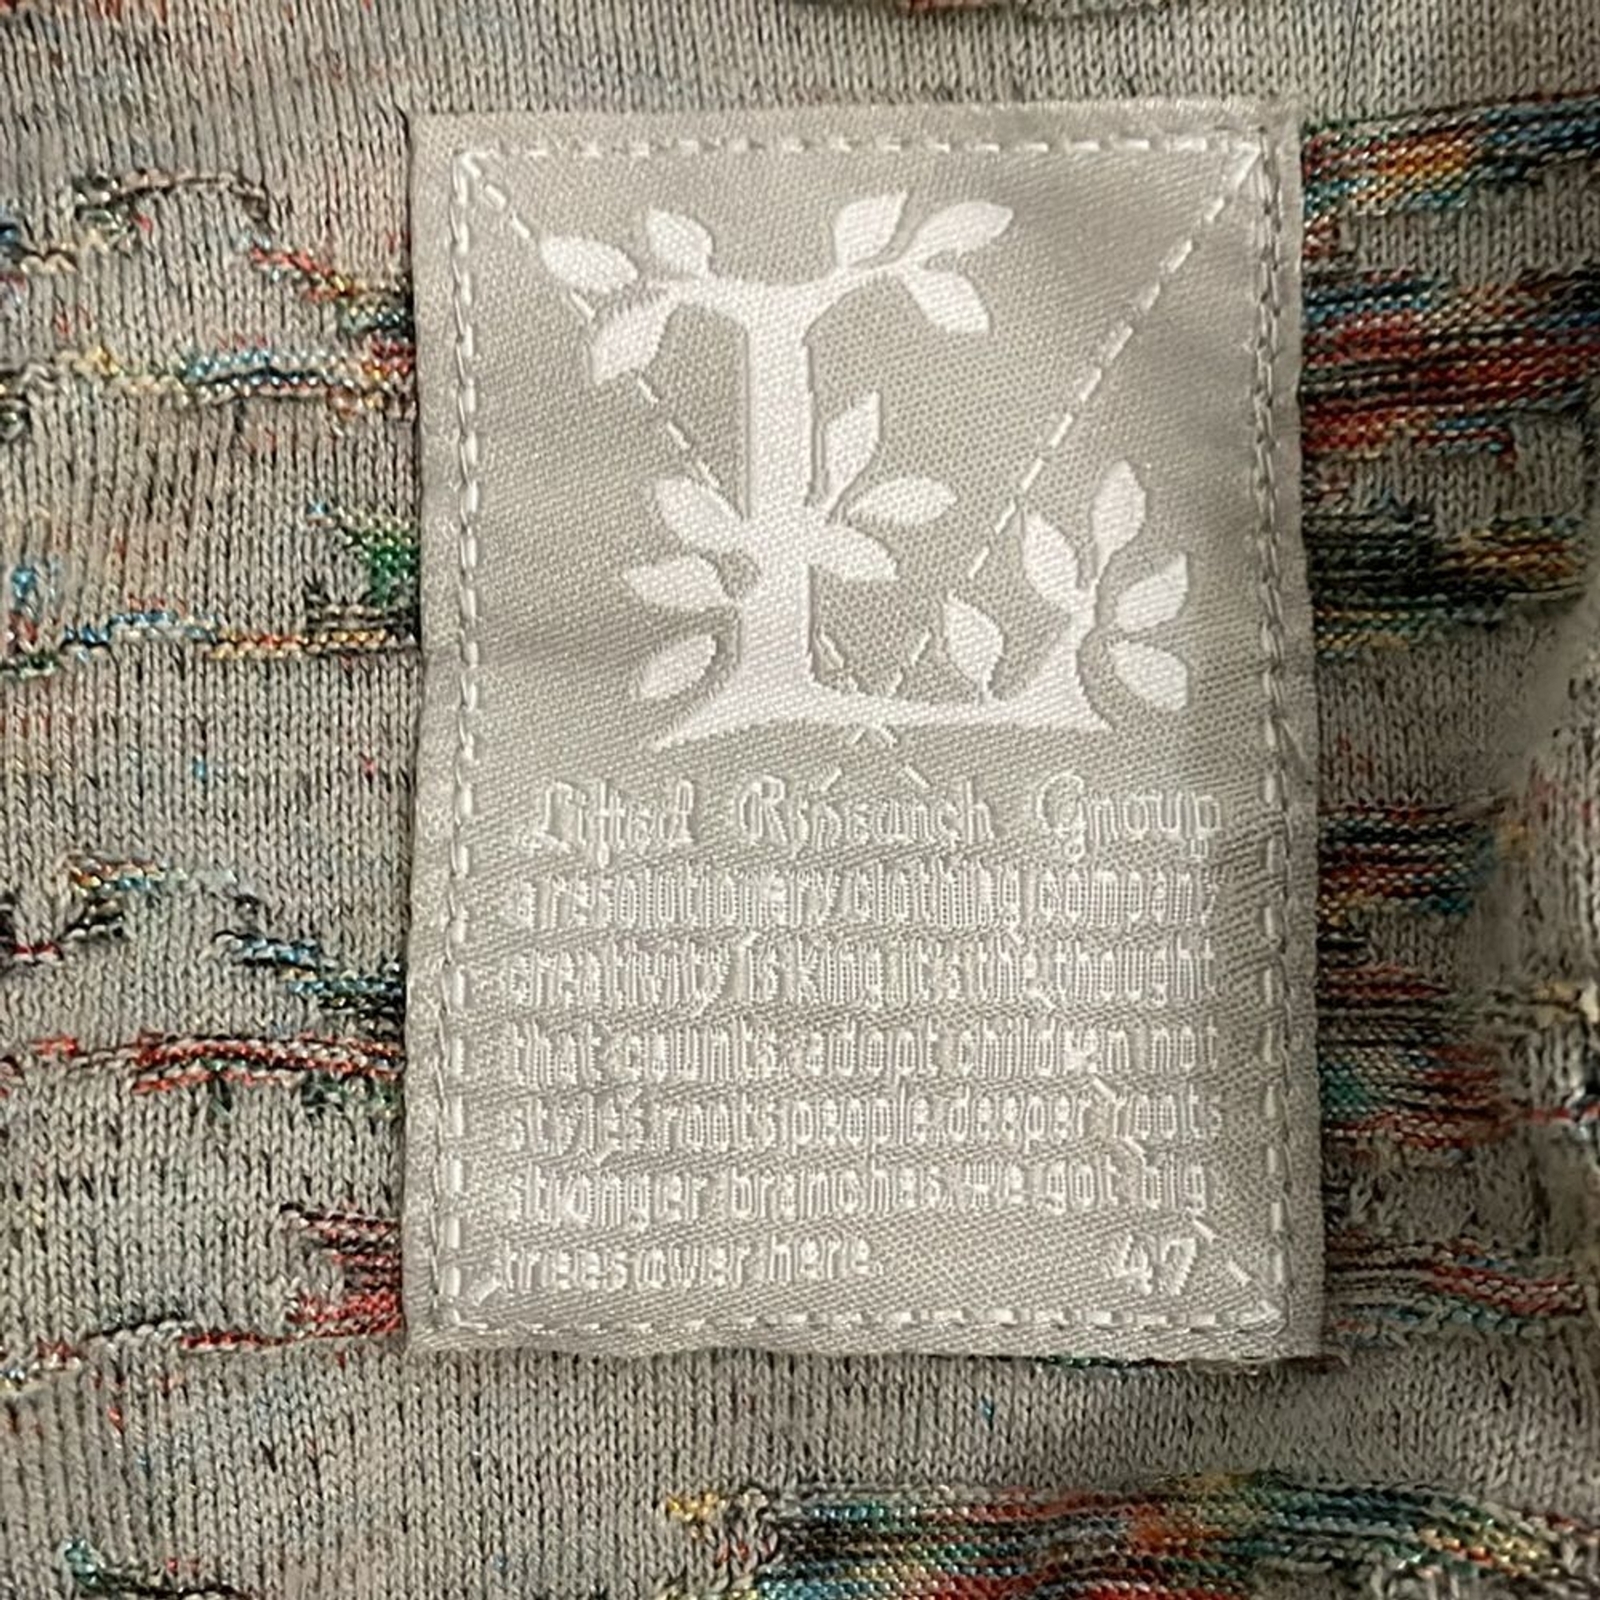 Lifted Research Group
a resolutionery clothing company
creativity is king it's the thought
that counts. adopt children not
styles. roots people. deeper roots
stronger branches. we got big
trees over here. 47